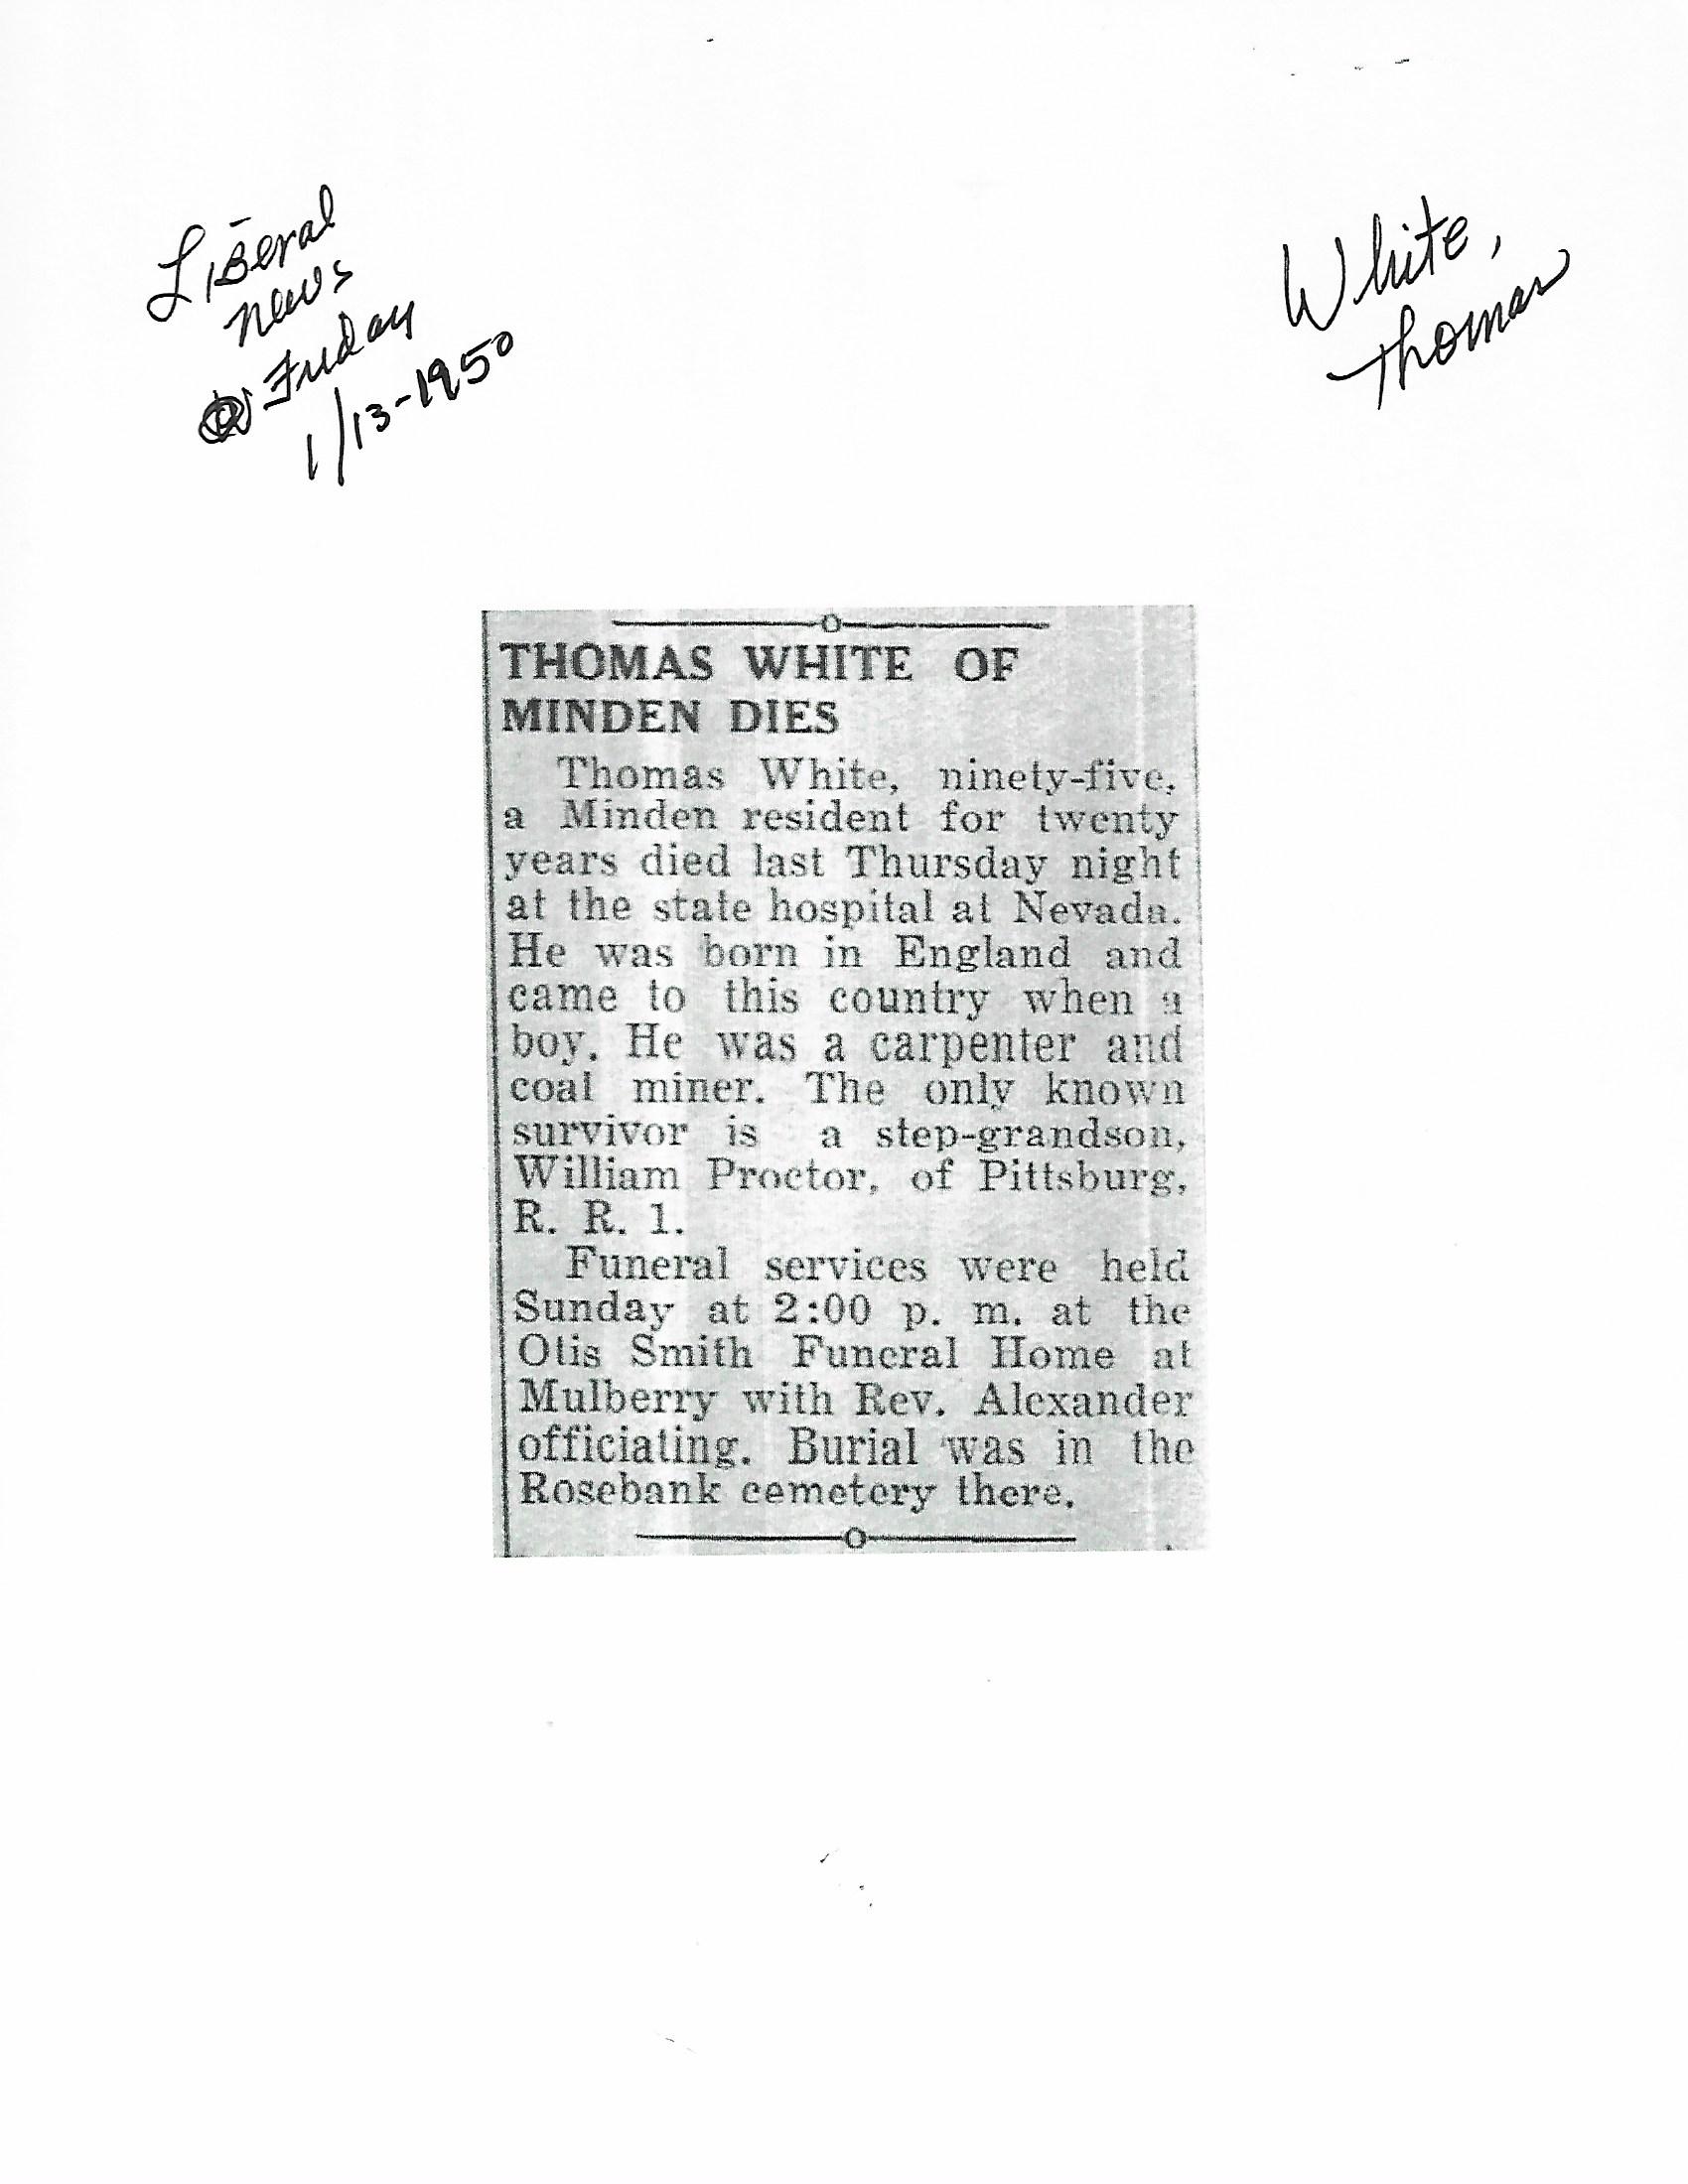 Liberal
News
Friday
1/13-1950
White,
Thomas
THOMAS WHITE OF
MINDEN DIES
Thomas White, ninety-five,
a Minden resident for twenty
years died last Thursday night
at the state hospital at Nevada.
He was born in England and
came to this country when a
boy. He was a carpenter and
coal miner. The only known
survivor is a step-grandson,
William Proctor, of Pittsburg,
R. R. 1.
Funeral services were held
Sunday at 2:00 p. m. at the
Otis Smith Funeral Home at
Mulberry with Rev. Alexander
officiating. Burial was in the
Rosebank cemetery there.